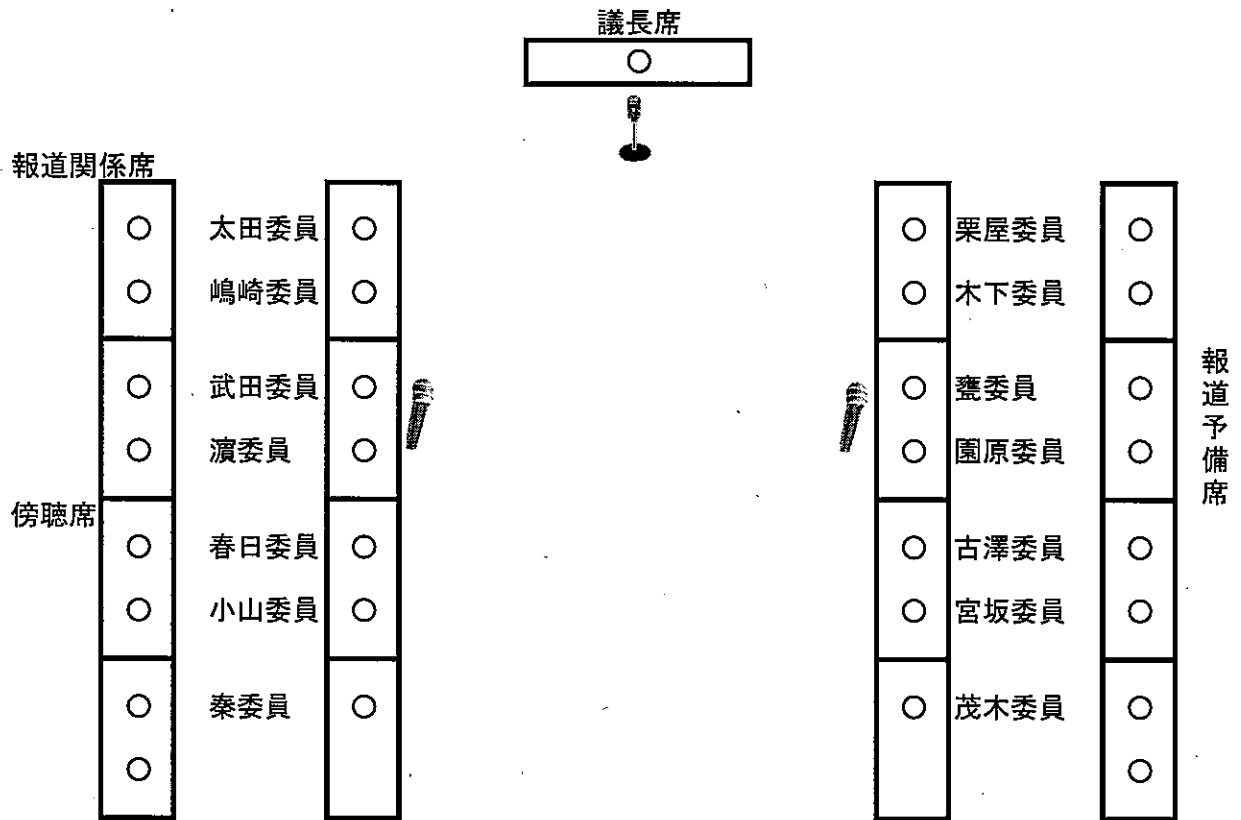 議長席
報道関係席
太田委員
嶋崎委員
武田委員
濵委員
傍聴席
春日委員
小山委員
秦委員
栗屋委員
木下委員
甕委員
園原委員
古澤委員
宮坂委員
茂木委員
報道予備席